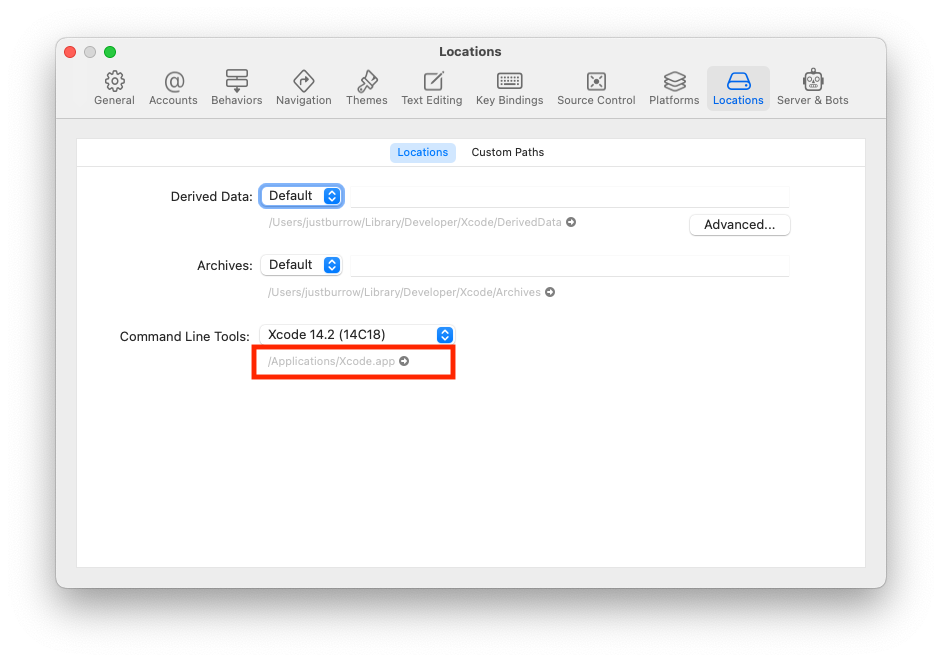 Locations
General Accounts Behaviors Navigation Themes Text Editing Key Bindings Source Control Platforms Locations Server & Bots
Locations Custom Paths
Derived Data: Default
/Users/justburrow/Library/Developer/Xcode/DerivedData
Advanced...
Archives: Default
/Users/justburrow/Library/Developer/Xcode/Archives
Command Line Tools: Xcode 14.2 (14C18)
/Applications/Xcode.app